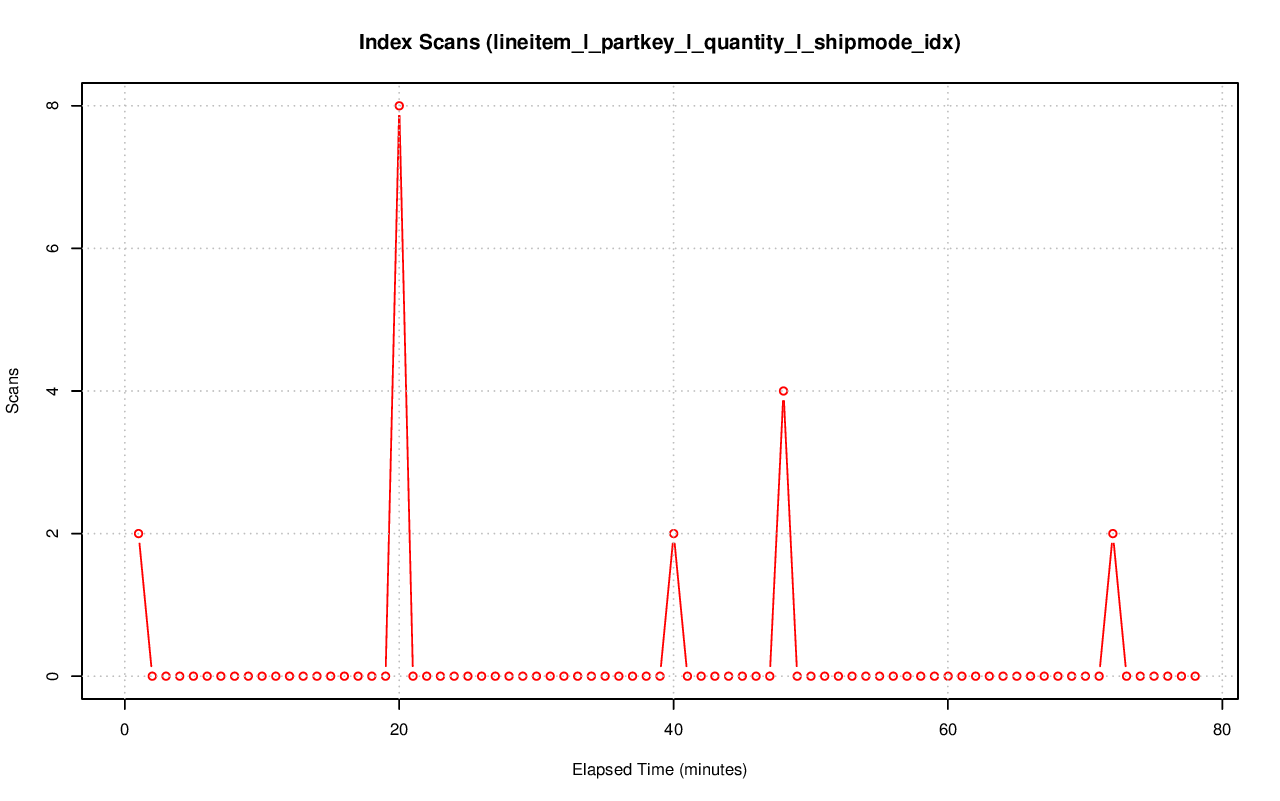 Index Scans (lineitem_l_partkey_l_quantity_l_shipmode_idx)
Scans
8
6
4
2
0
0 20 40 60 80
Elapsed Time (minutes)